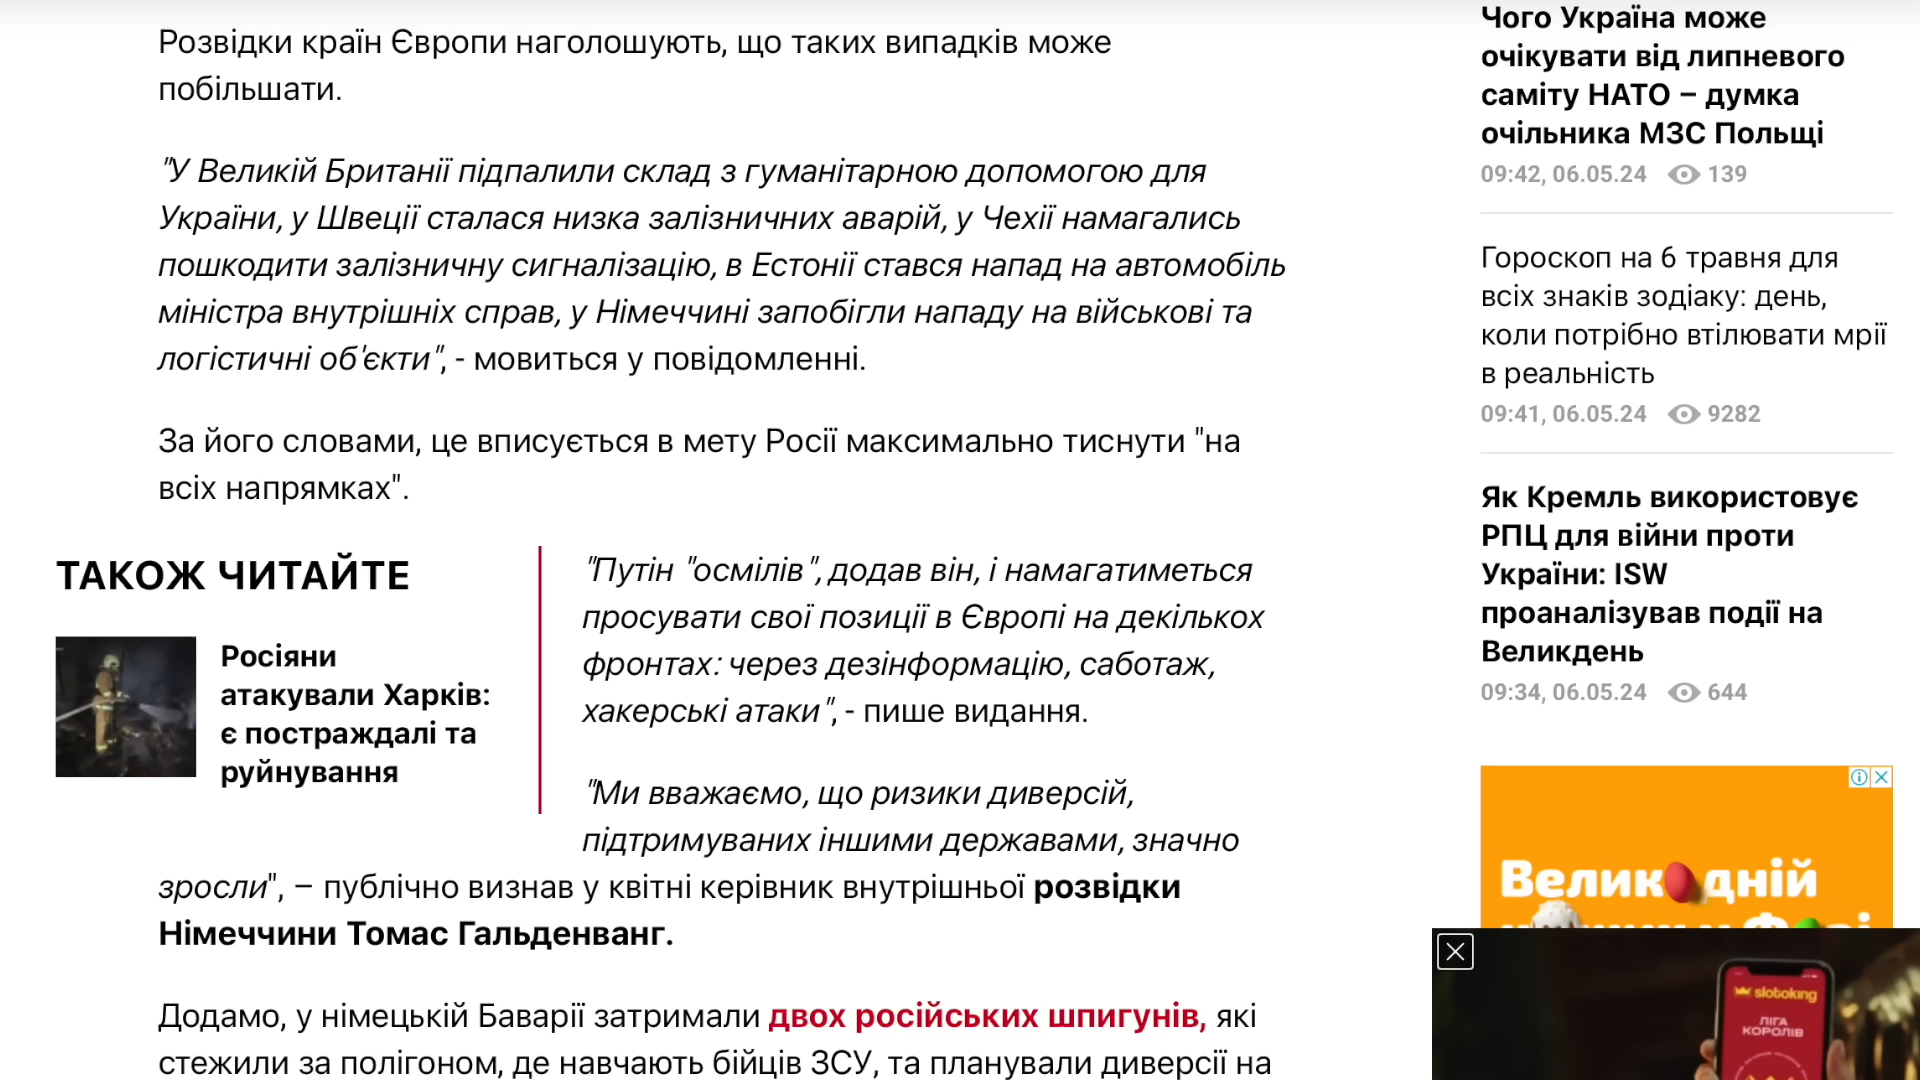 Розвідки країн Європи наголошують, що таких випадків може
побільшати.
"У Великій Британії підпалили склад з гуманітарною допомогою для
України, у Швеції сталася низка залізничних аварій, у Чехії намагались
пошкодити залізничну сигналізацію, в Естонії стався напад на автомобіль
міністра внутрішніх справ, у Німеччині запобігли нападу на військові та
логістичні об'єкти", - мовиться у повідомленні.
За його словами, це вписується в мету Росії максимально тиснути "на
всіх напрямках".
ТАКОЖ ЧИТАЙТЕ
Росіяни
атакували Харків:
є постраждалі та
руйнування
"Путін "осмілів", додав він, і намагатиметься
просувати свої позиції в Європі на декількох
фронтах: через дезінформацію, саботаж,
хакерські атаки", - пише видання.
"Ми вважаємо, що ризики диверсій,
підтримуваних іншими державами, значно
зросли", – публічно визнав у квітні керівник внутрішньої розвідки
Німеччини Томас Гальденванг.
Додамо, у німецькій Баварії затримали двох російських шпигунів, які
стежили за полігоном, де навчають бійців ЗСУ, та планували диверсії на
Чого Україна може
очікувати від липневого
саміту НАТО – думка
очільника МЗС Польщі
09:42, 06.05.24 139
Гороскоп на 6 травня для
всіх знаків зодіаку: день,
коли потрібно втілювати мрії
в реальність
09:41, 06.05.24 9282
Як Кремль використовує
РПЦ для війни проти
України: ISW
проаналізував події на
Великдень
09:34, 06.05.24 644
Великодній
slotoking
ЛІГА
КОРОЛІВ